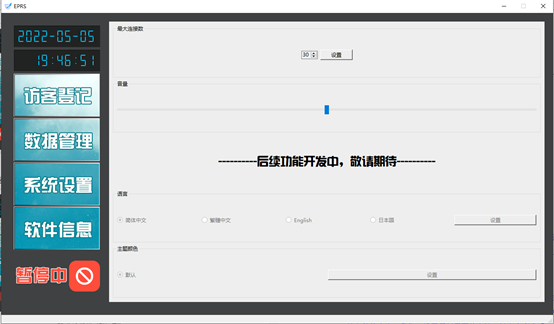 EPRS
2022-05-05
19:46:51
访客登记
数据管理
系统设置
软件信息
暂停中
最大连接数
30 设置
音量
----------后续功能开发中，敬请期待----------
语言
简体中文 繁體中文 English 日本語 设置
主题颜色
默认 设置